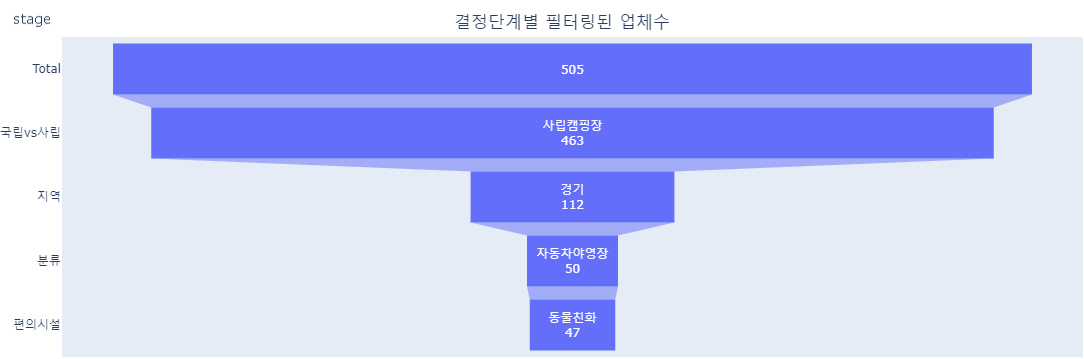 stage
결정단계별 필터링된 업체수
Total
505
국립vs사립
사립캠핑장
463
지역
경기
112
분류
자동차야영장
50
편의시설
동물친화
47